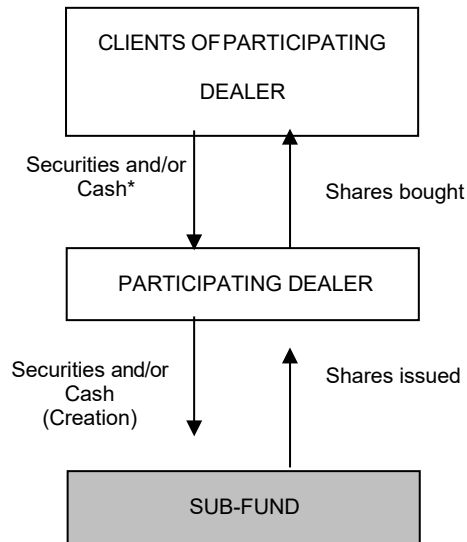 CLIENTS OF PARTICIPATING
DEALER
Securities and/or
Cash*
Shares bought
PARTICIPATING DEALER
Securities and/or
Cash
(Creation)
Shares issued
SUB-FUND